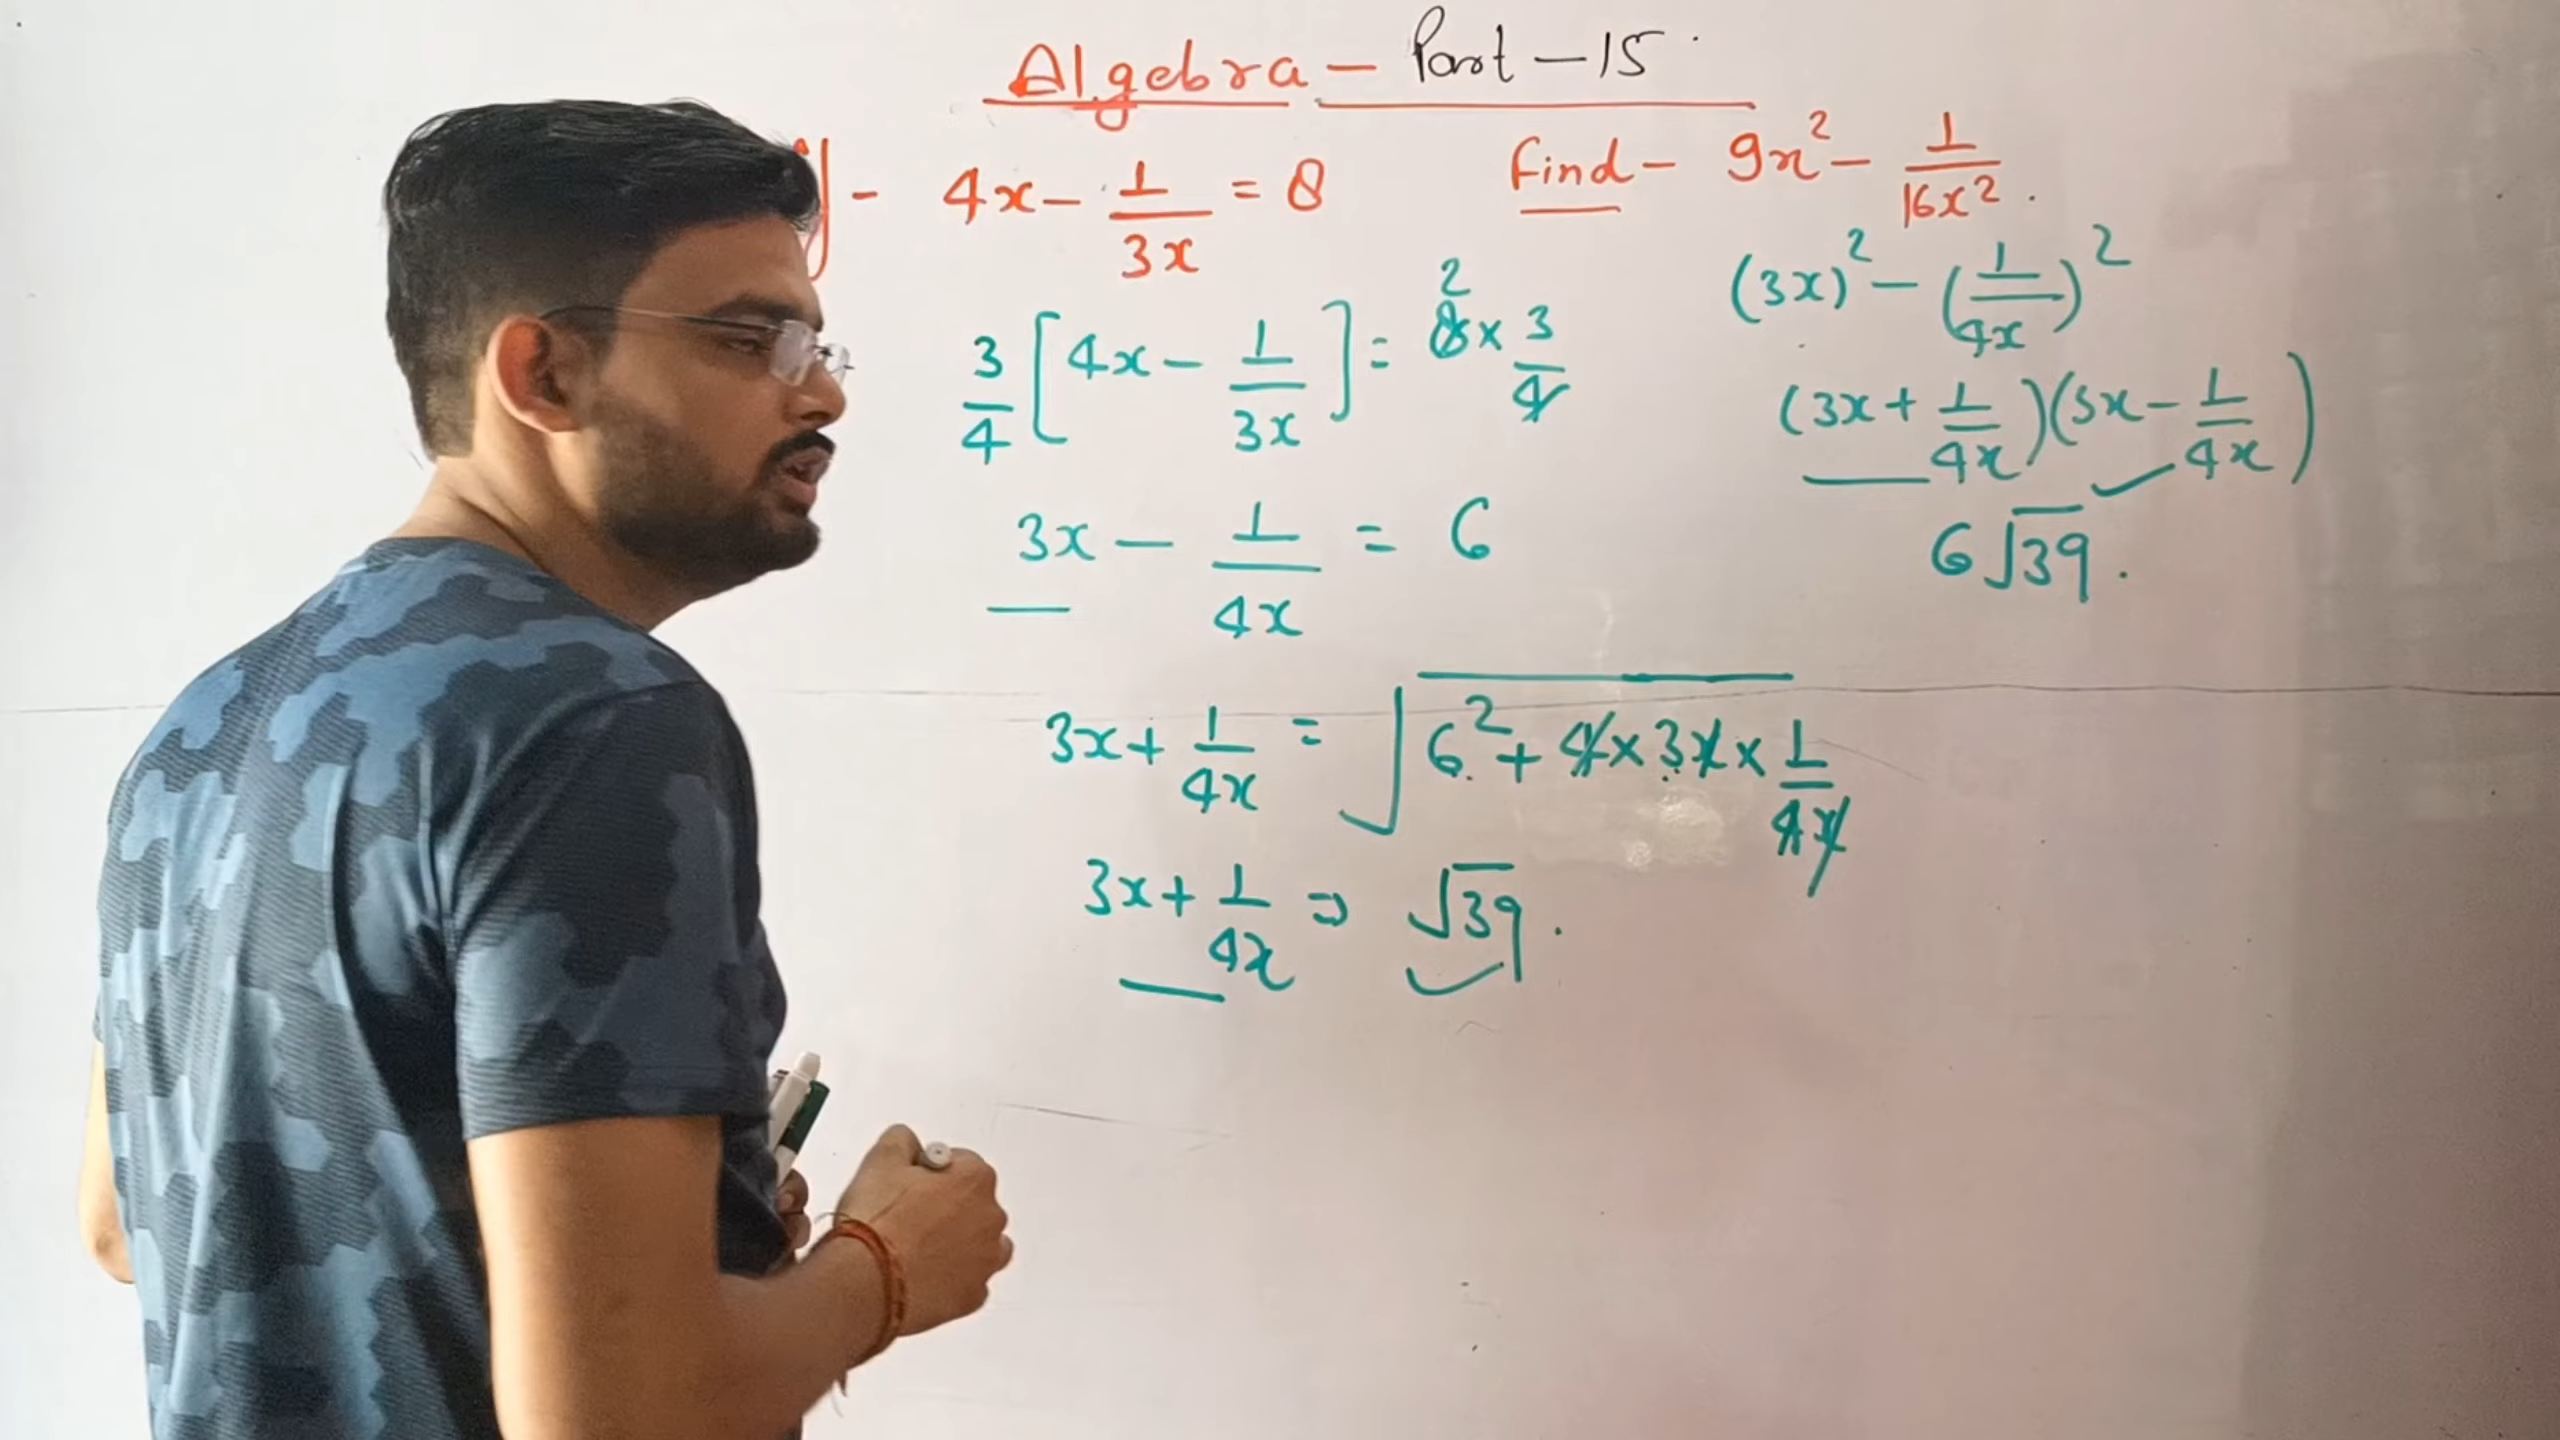 Algebra - Part - 15
- 4x - 1/3x = 8
Find - 9x² - 1/16x².
3/4 [4x - 1/3x] = 8 × 3/4
2
3x - 1/4x = 6
3x + 1/4x = √(6² + 4 × 3x × 1/4x)
3x + 1/4x ⇒ √39.
(3x)² - (1/4x)²
(3x + 1/4x)(3x - 1/4x)
6√39.